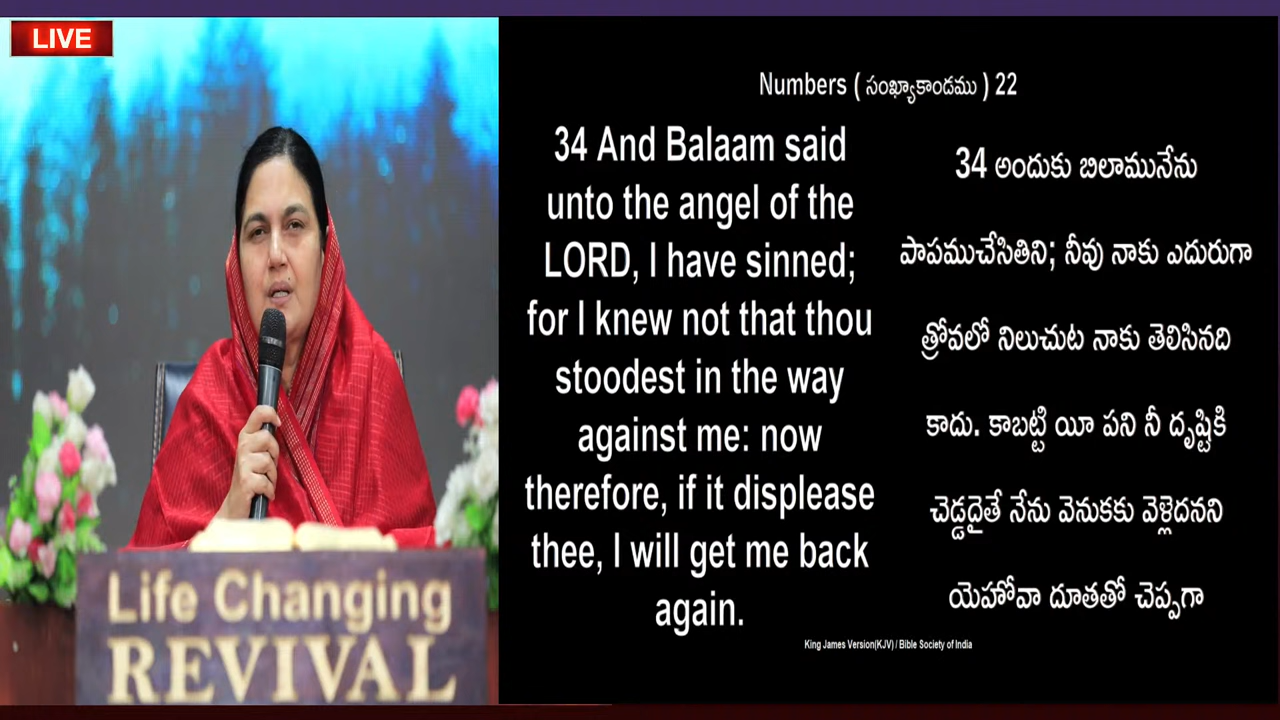 LIVE
Life Changing
REVIVAL
Numbers ( సంఖ్యాకాండము ) 22
34 And Balaam said
unto the angel of the
LORD, I have sinned;
for I knew not that thou
stoodest in the way
against me: now
therefore, if it displease
thee, I will get me back
again.
34 అందుకు బిలామునేను
పాపముచేసితిని; నీవు నాకు ఎదురుగా
త్రోవలో నిలుచుట నాకు తెలిసినది
కాదు. కాబట్టి యీ పని నీ దృష్టికి
చెడ్డదైతే నేను వెనుకకు వెళ్లెదనని
యెహోవా దూతతో చెప్పగా
King James Version(KJV) / Bible Society of India